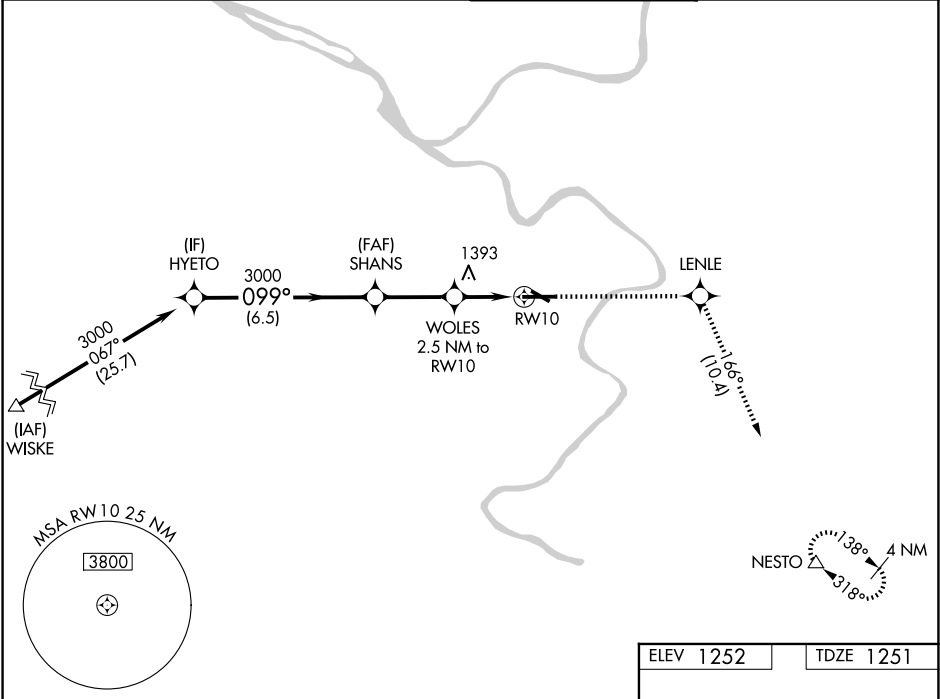 (IF)
HYETO
(FAF)
SHANS
1393
LENLE
3000
099°
(6.5)
3000
067°
(25.7)
WOLES
2.5 NM to
RW10
RW10
166°
(10.4)
(IAF)
WISKE
MSA RW10 25 NM
3800
NESTO
138°
4 NM
318°
ELEV 1252
TDZE 1251